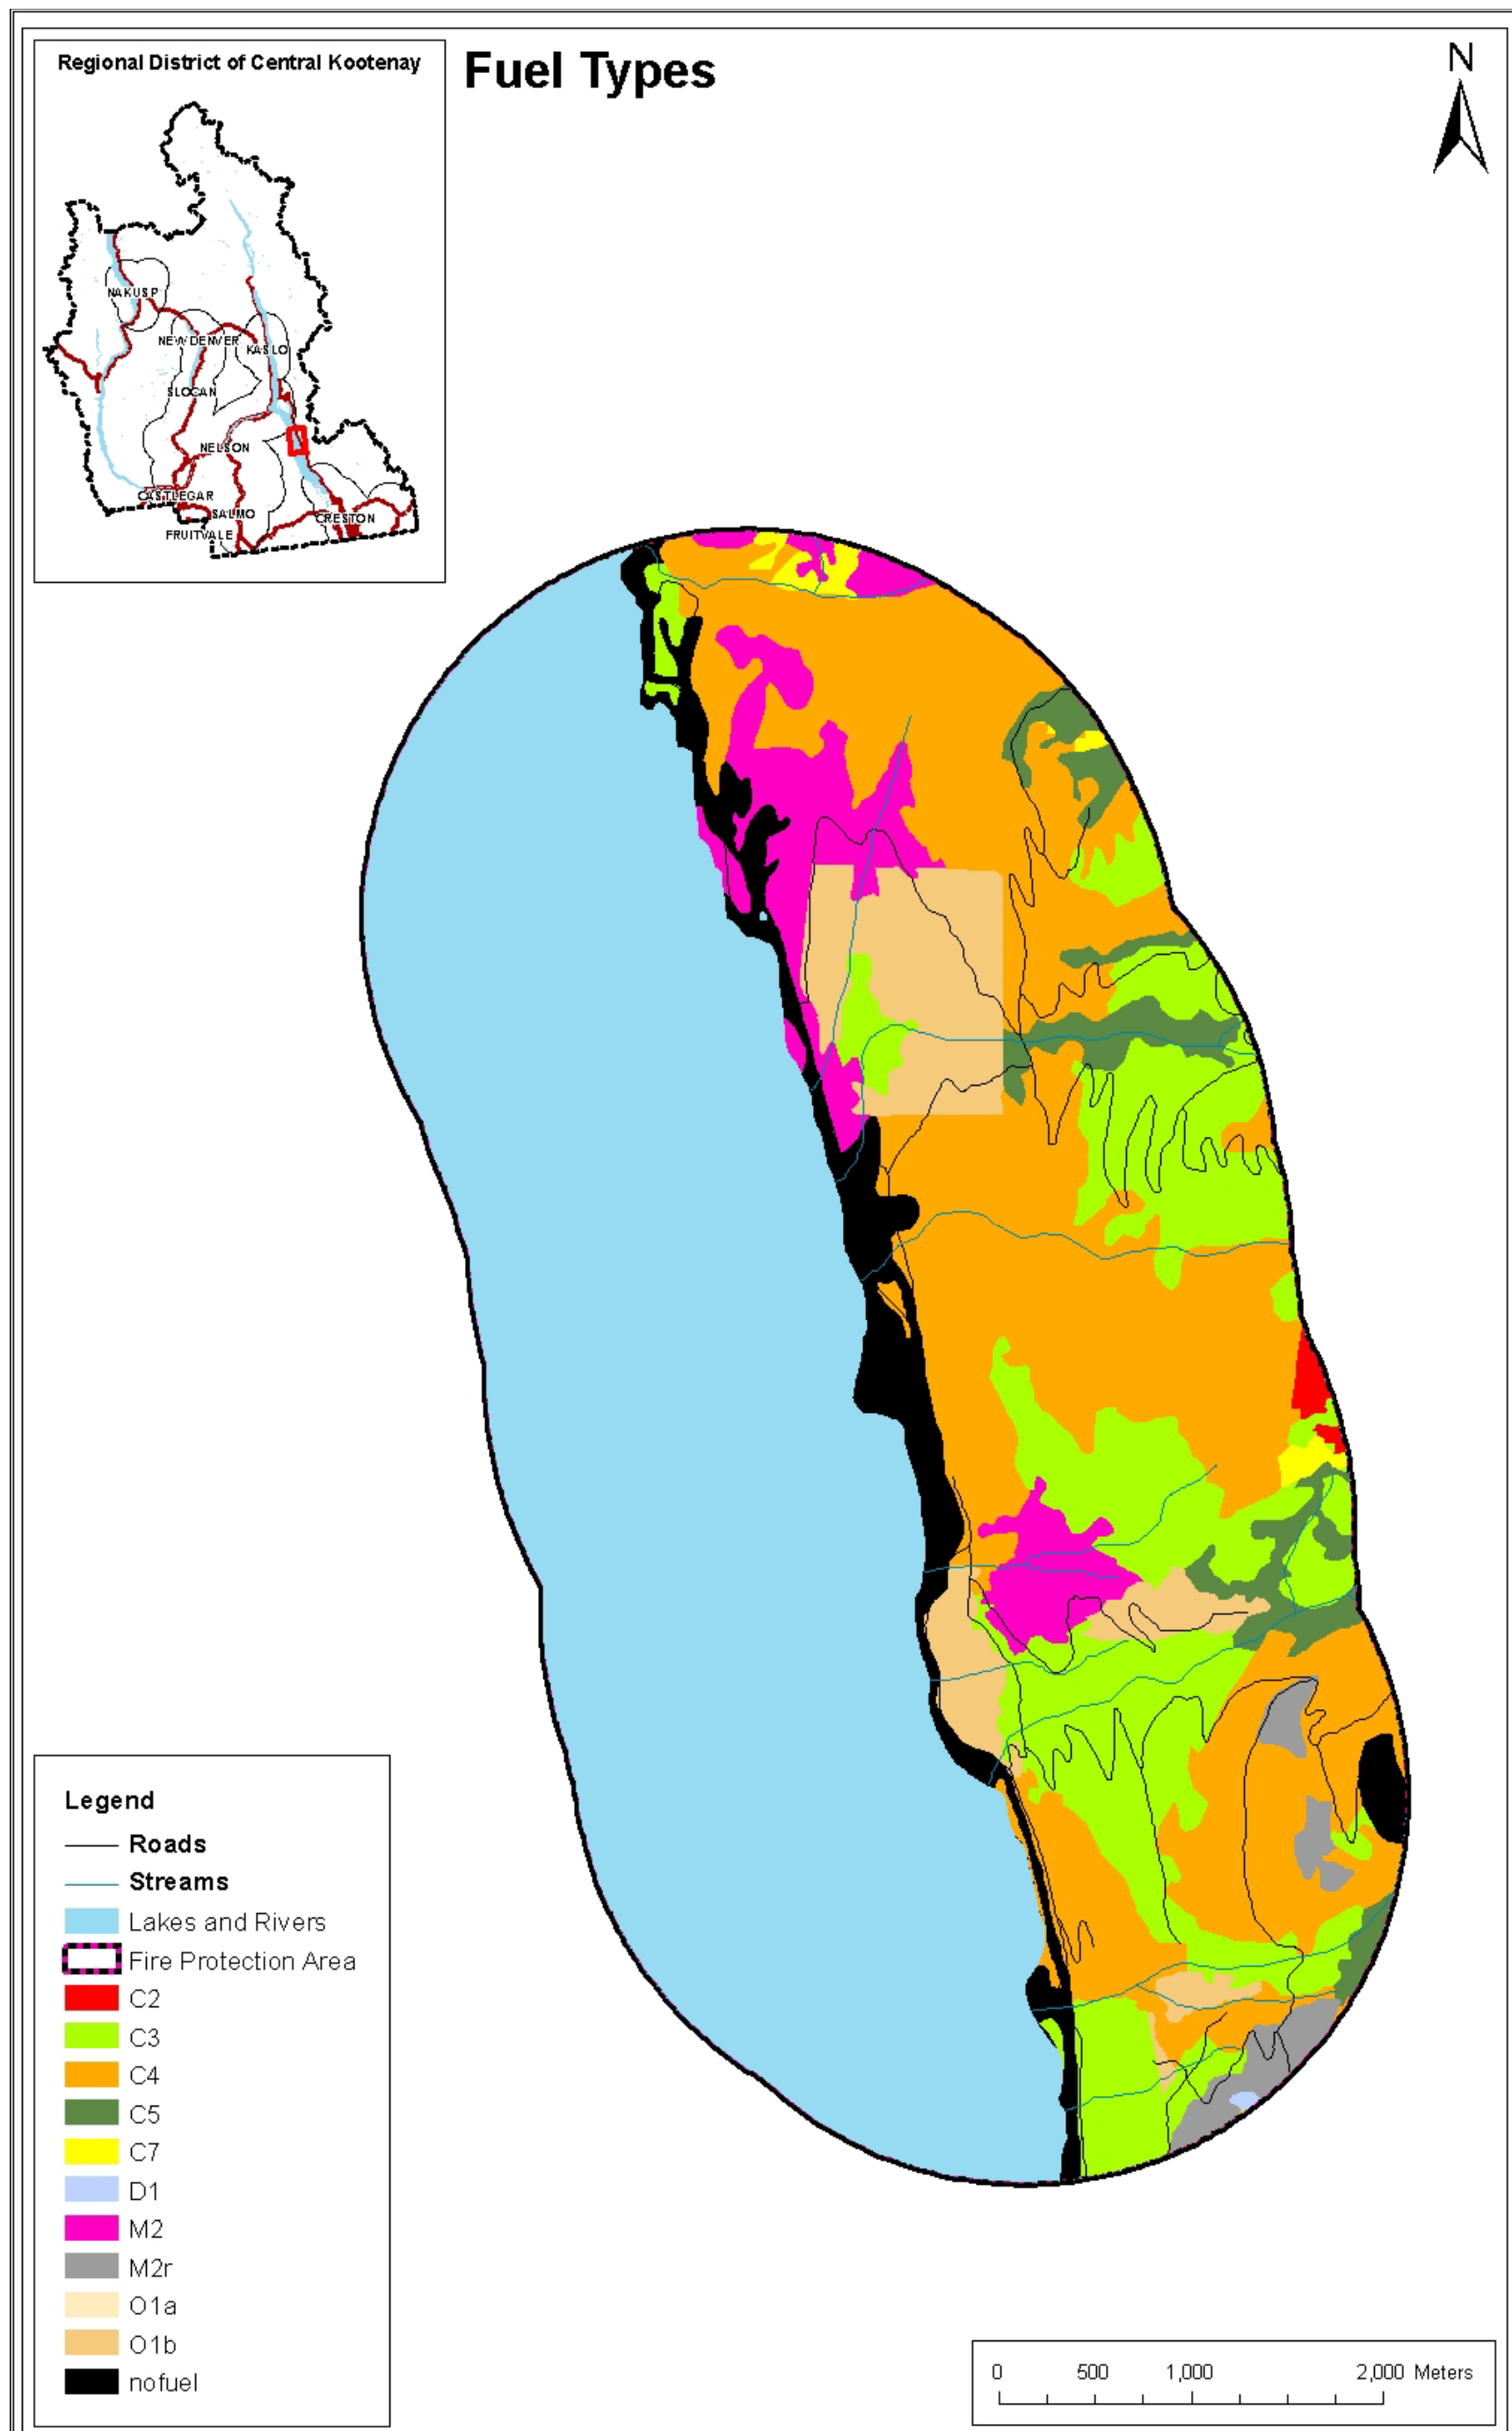 Regional District of Central Kootenay
Fuel Types
N
NAKUSP
NEW DENVER
KASLO
SLOCAN
NELSON
CASTLEGAR
SALMO
CRESTON
FRUITVALE
Legend
Roads
Streams
Lakes and Rivers
Fire Protection Area
C2
C3
C4
C5
C7
D1
M2
M2r
O1a
O1b
nofuel
0 500 1,000 2,000 Meters